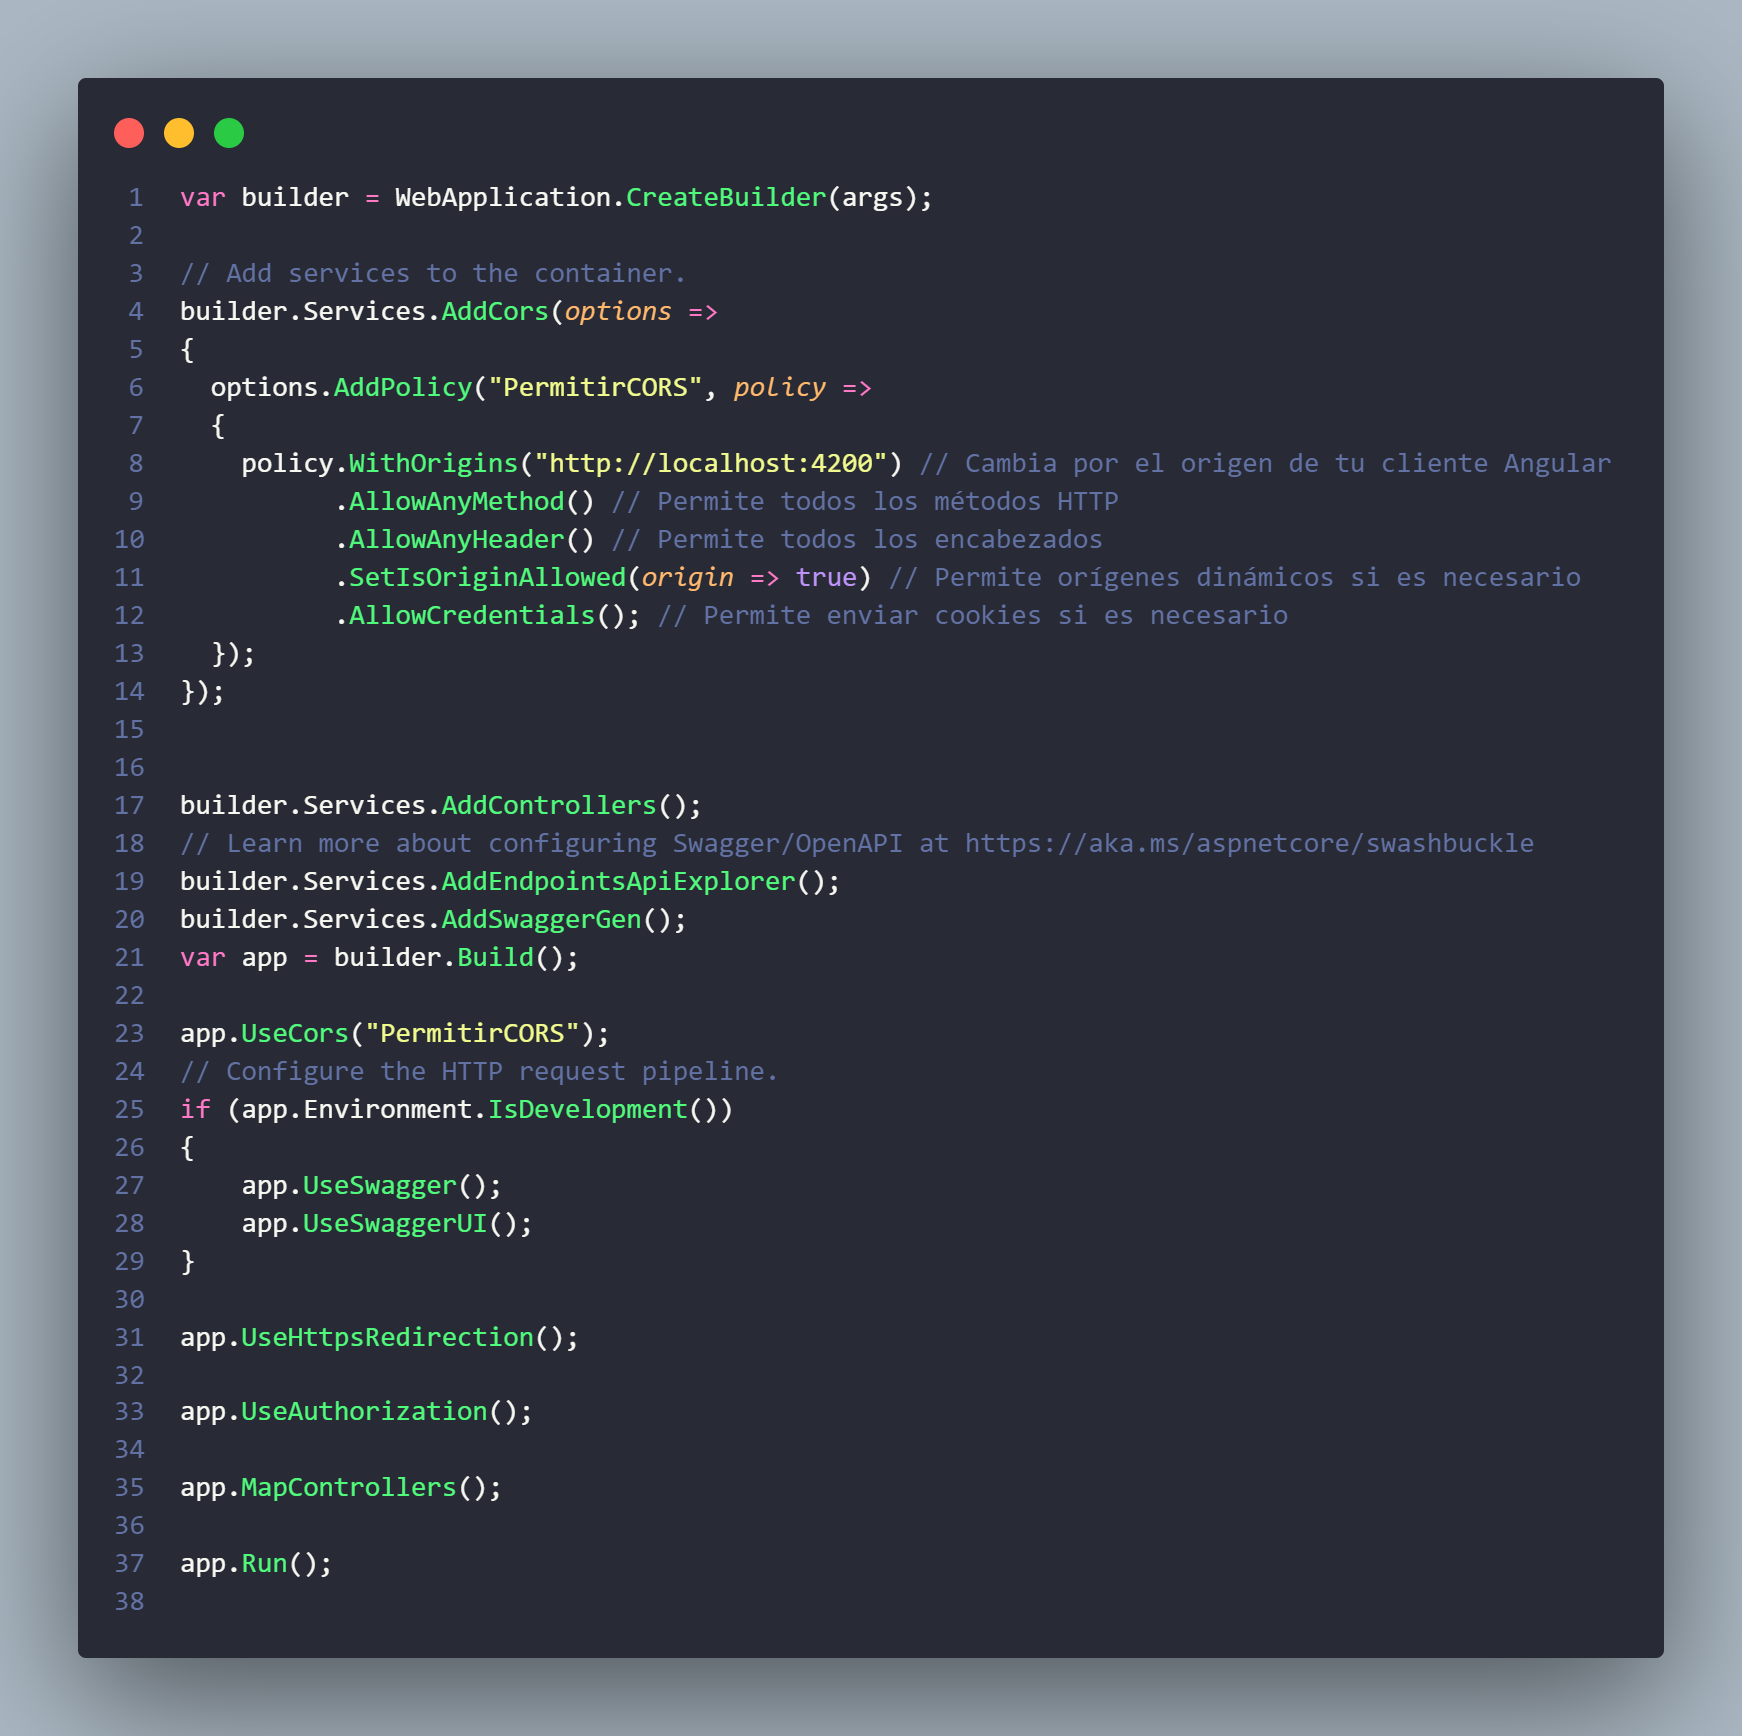 1 var builder = WebApplication.CreateBuilder(args);
2
3 // Add services to the container.
4 builder.Services.AddCors(options =>
5 {
6   options.AddPolicy("PermitirCORS", policy =>
7   {
8     policy.WithOrigins("http://localhost:4200") // Cambia por el origen de tu cliente Angular
9           .AllowAnyMethod() // Permite todos los métodos HTTP
10           .AllowAnyHeader() // Permite todos los encabezados
11           .SetIsOriginAllowed(origin => true) // Permite orígenes dinámicos si es necesario
12           .AllowCredentials(); // Permite enviar cookies si es necesario
13   });
14 });
15
16
17 builder.Services.AddControllers();
18 // Learn more about configuring Swagger/OpenAPI at https://aka.ms/aspnetcore/swashbuckle
19 builder.Services.AddEndpointsApiExplorer();
20 builder.Services.AddSwaggerGen();
21 var app = builder.Build();
22
23 app.UseCors("PermitirCORS");
24 // Configure the HTTP request pipeline.
25 if (app.Environment.IsDevelopment())
26 {
27     app.UseSwagger();
28     app.UseSwaggerUI();
29 }
30
31 app.UseHttpsRedirection();
32
33 app.UseAuthorization();
34
35 app.MapControllers();
36
37 app.Run();
38